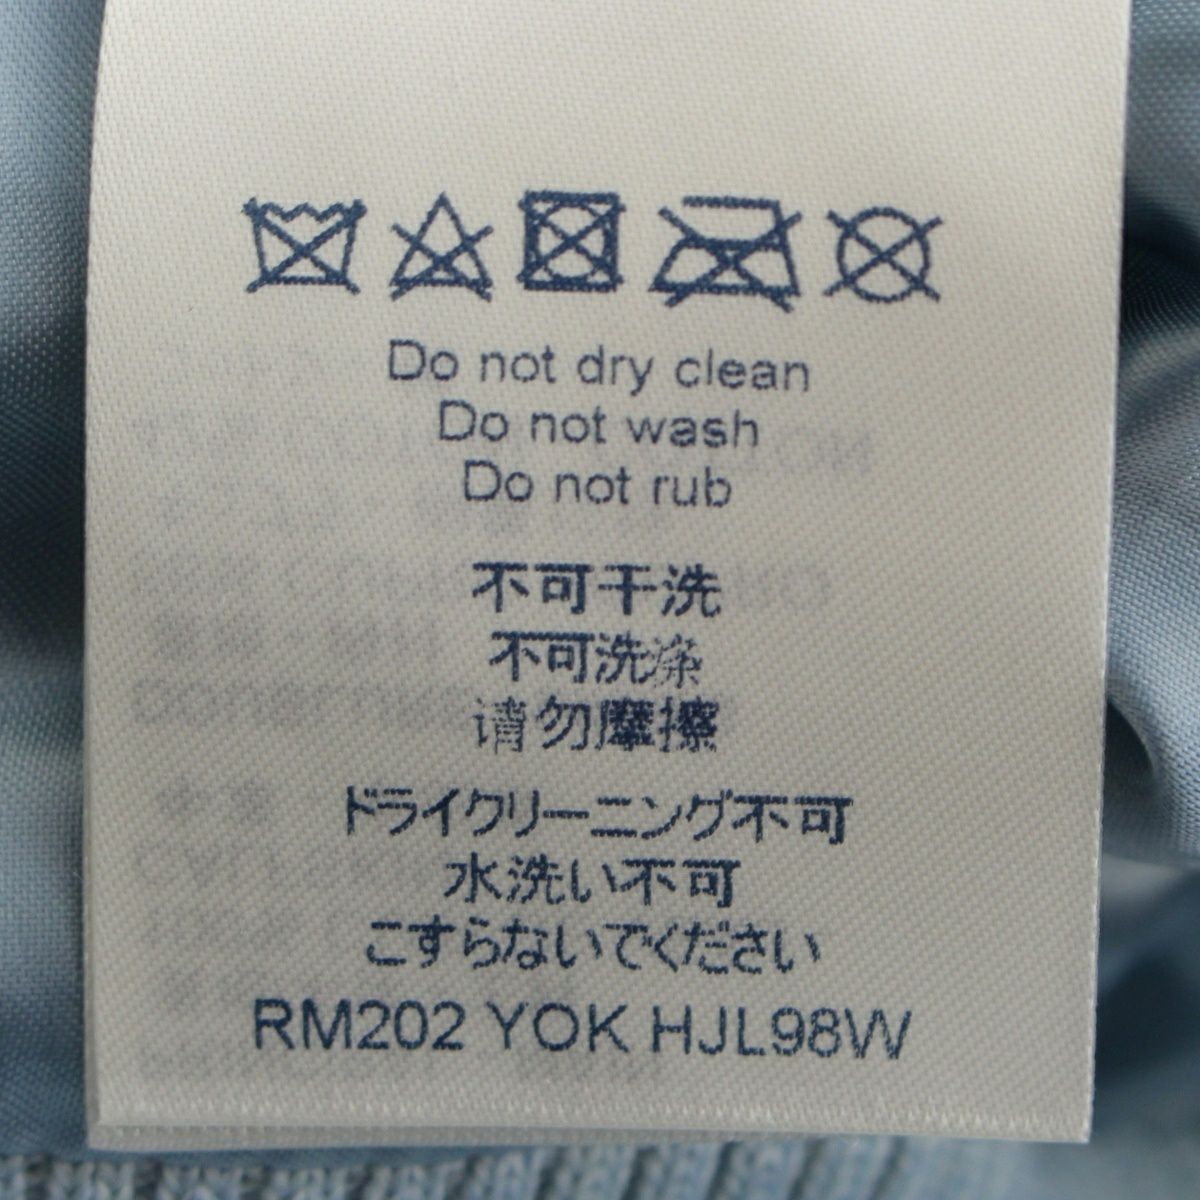 Do not dry clean
Do not wash
Do not rub
不可干洗
不可洗涤
请勿摩擦
ドライクリーニング不可
水洗い不可
こすらないでください
RM202 YOK HJL98W